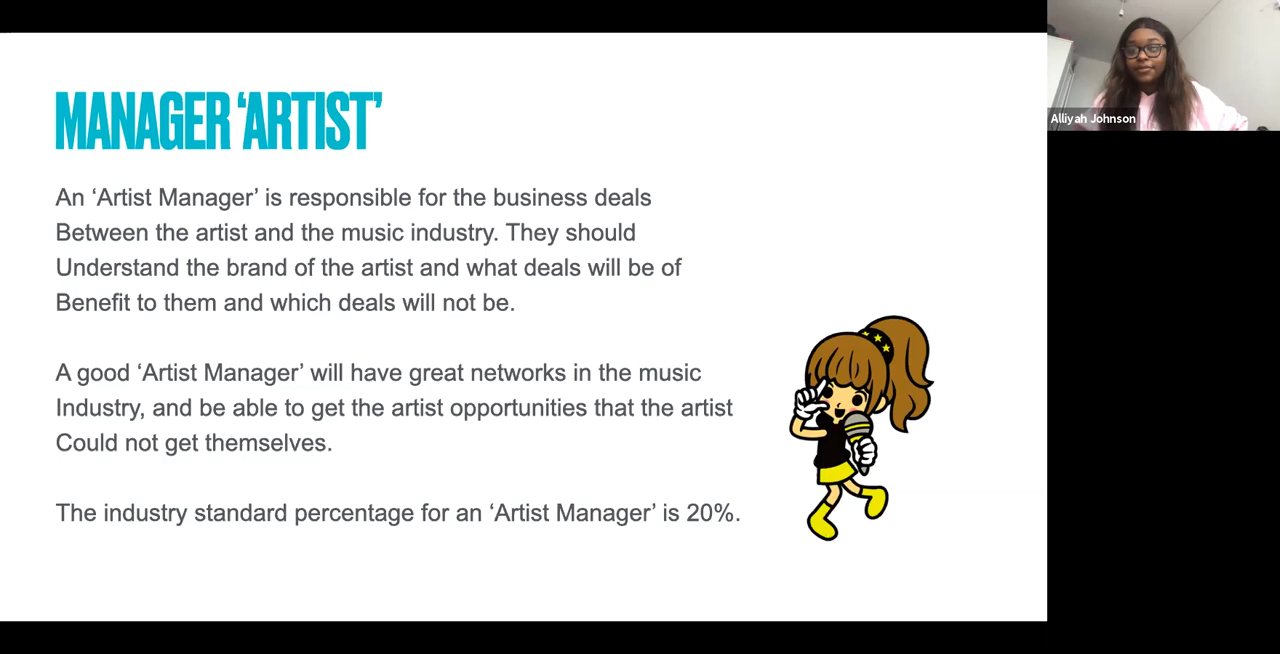 MANAGER ‘ARTIST’
An ‘Artist Manager’ is responsible for the business deals
Between the artist and the music industry. They should
Understand the brand of the artist and what deals will be of
Benefit to them and which deals will not be.
A good ‘Artist Manager’ will have great networks in the music
Industry, and be able to get the artist opportunities that the artist
Could not get themselves.
The industry standard percentage for an ‘Artist Manager’ is 20%.
Alliyah Johnson